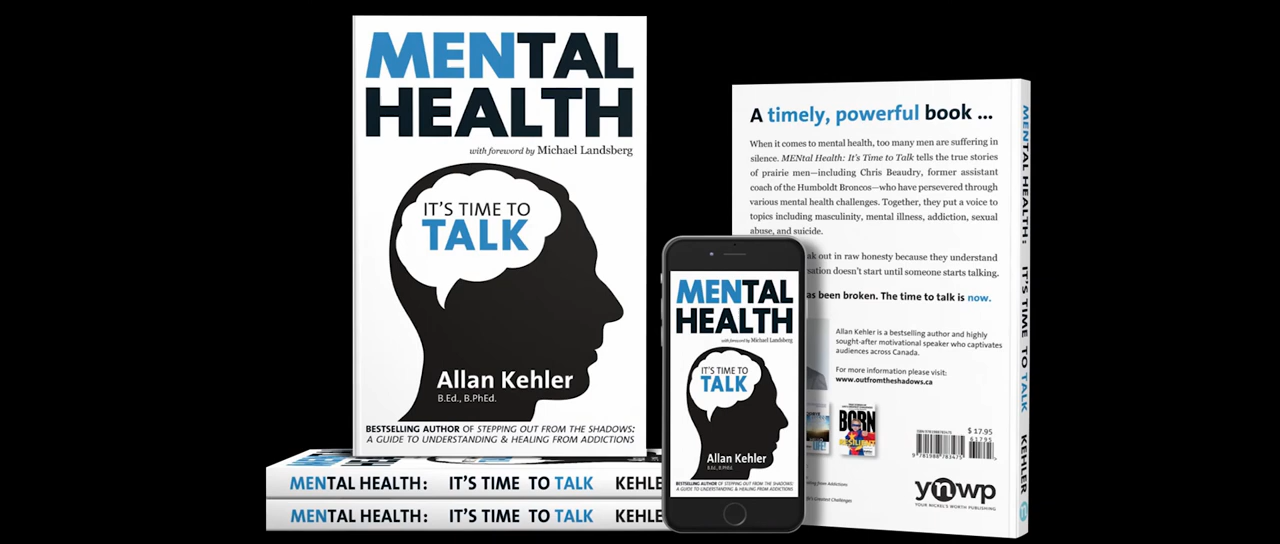 MENTAL
HEALTH
with foreword by Michael Landsberg
IT'S TIME TO
TALK
Allan Kehler
B.Ed., B.PhEd.
BESTSELLING AUTHOR OF STEPPING OUT FROM THE SHADOWS:
A GUIDE TO UNDERSTANDING & HEALING FROM ADDICTIONS
MENTAL HEALTH: IT'S TIME TO TALK KEHLE
MENTAL HEALTH: IT'S TIME TO TALK KEHLE
MENTAL
HEALTH
with foreword by Michael Landsberg
IT'S TIME TO
TALK
Allan Kehler
B.Ed., B.PhEd.
BESTSELLING AUTHOR OF STEPPING OUT FROM THE SHADOWS:
A GUIDE TO UNDERSTANDING & HEALING FROM ADDICTIONS
A timely, powerful book ...
When it comes to mental health, too many men are suffering in
silence. MENtal Health: It's Time to Talk tells the true stories
of prairie men—including Chris Beaudry, former assistant
coach of the Humboldt Broncos—who have persevered through
various mental health challenges. Together, they put a voice to
topics including masculinity, mental illness, addiction, sexual
abuse, and suicide.
ak out in raw honesty because they understand
sation doesn't start until someone starts talking.
as been broken. The time to talk is now.
Allan Kehler is a bestselling author and highly
sought-after motivational speaker who captivates
audiences across Canada.
For more information please visit:
www.outfromtheshadows.ca
BORN
RESILIENT
$ 17.95
61795
9 781988 783475
ynwp
YOUR NICKEL'S WORTH PUBLISHING
MENTAL HEALTH: IT'S TIME TO TALK KEHLER